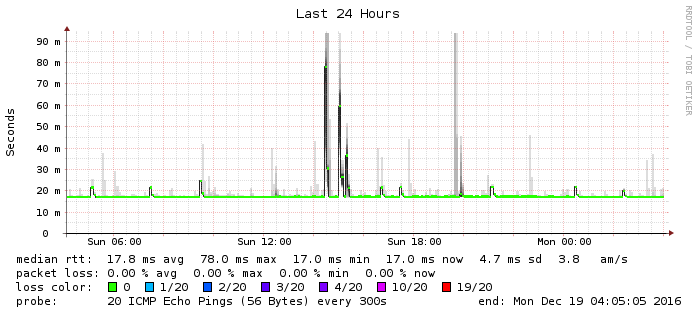 Last 24 Hours
RRDTOOL / TOBI OETIKER
Seconds
90 m
80 m
70 m
60 m
50 m
40 m
30 m
20 m
10 m
0
Sun 06:00 Sun 12:00 Sun 18:00 Mon 00:00
median rtt: 17.8 ms avg 78.0 ms max 17.0 ms min 17.0 ms now 4.7 ms sd 3.8 am/s
packet loss: 0.00 % avg 0.00 % max 0.00 % min 0.00 % now
loss color: 0 1/20 2/20 3/20 4/20 10/20 19/20
probe: 20 ICMP Echo Pings (56 Bytes) every 300s end: Mon Dec 19 04:05:05 2016